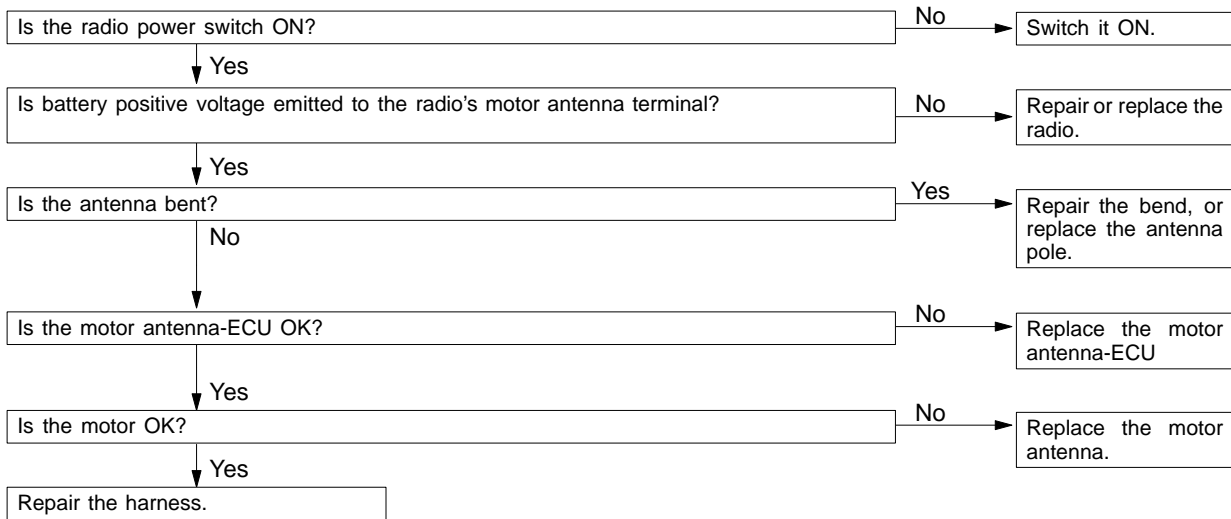 Is the radio power switch ON?
No
Switch it ON.
Yes
Is battery positive voltage emitted to the radio's motor antenna terminal?
No
Repair or replace the
radio.
Yes
Is the antenna bent?
Yes
Repair the bend, or
replace the antenna
pole.
No
Is the motor antenna-ECU OK?
No
Replace the motor
antenna-ECU
Yes
Is the motor OK?
No
Replace the motor
antenna.
Yes
Repair the harness.